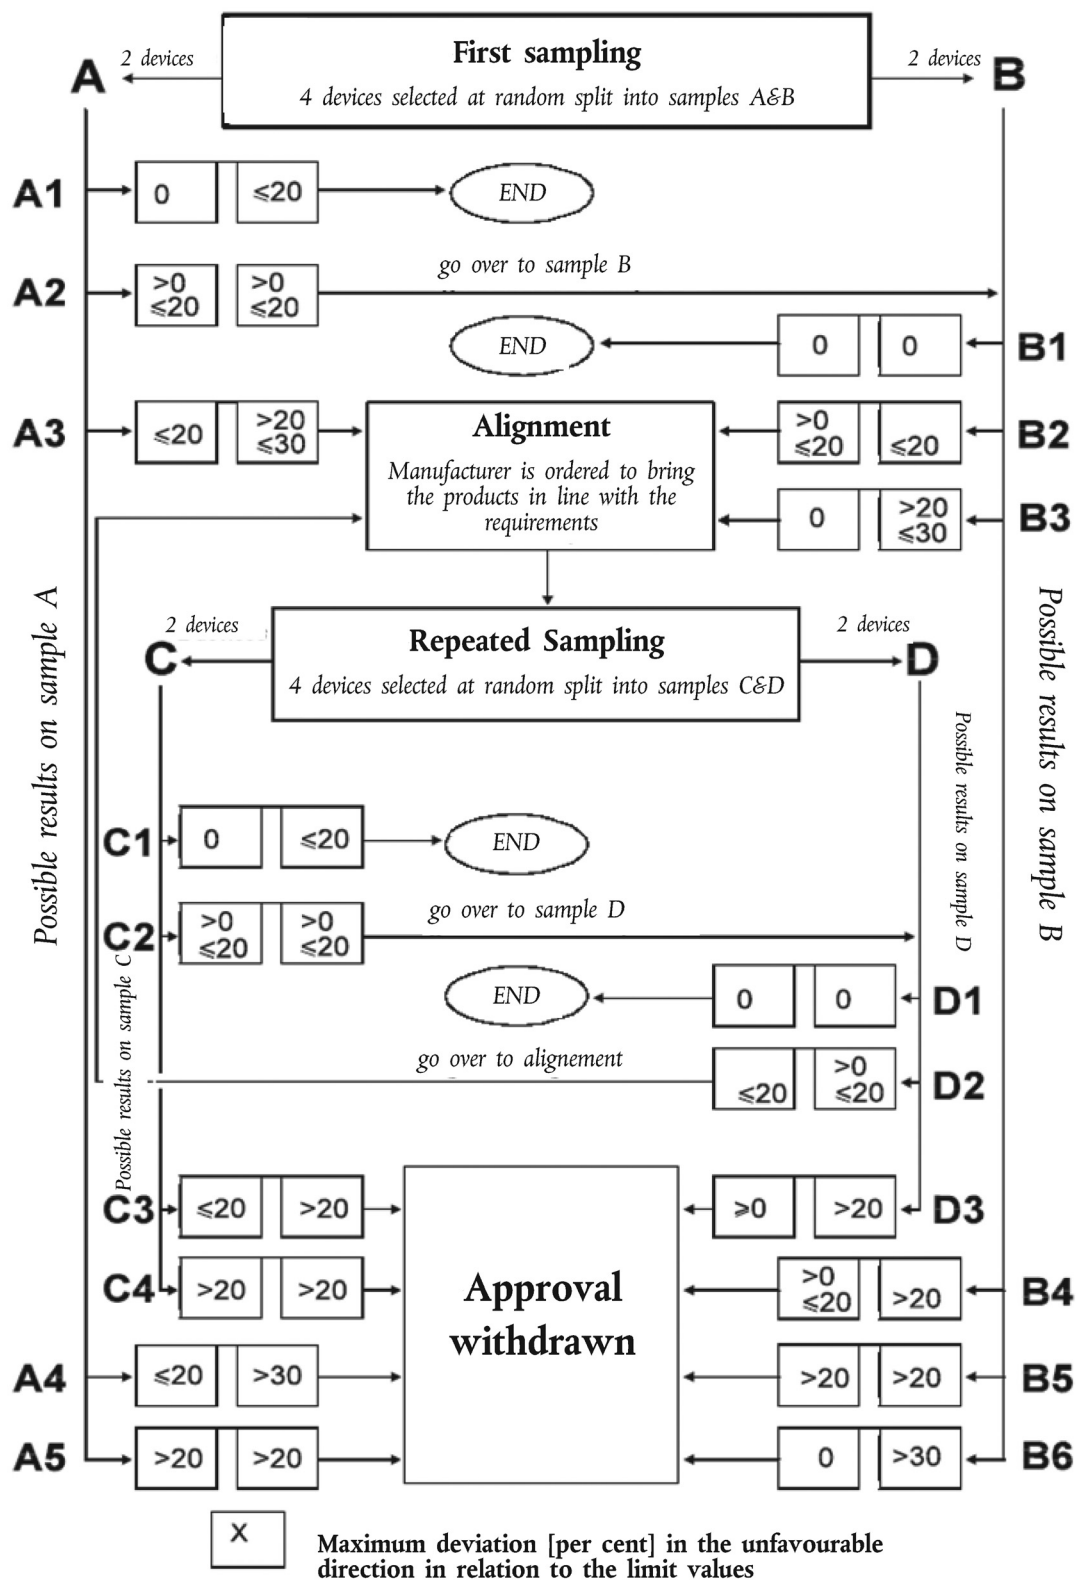 First sampling
4 devices selected at random split into samples A&B
A
2 devices
2 devices
B
A1
0
≤20
END
A2
>0
≤20
>0
≤20
go over to sample B
END
0
0
B1
A3
≤20
>20
≤30
Alignment
Manufacturer is ordered to bring
the products in line with the
requirements
>0
≤20
≤20
B2
0
>20
≤30
B3
Possible results on sample A
Possible results on sample B
2 devices
C
Repeated Sampling
4 devices selected at random split into samples C&D
2 devices
D
Possible results on sample D
C1
0
≤20
END
C2
>0
≤20
>0
≤20
go over to sample D
Possible results on sample C
END
0
0
D1
go over to alignement
≤20
>0
≤20
D2
C3
≤20
>20
Approval
withdrawn
≥0
>20
D3
C4
>20
>20
>0
≤20
>20
B4
A4
≤20
>30
>20
>20
B5
A5
>20
>20
0
>30
B6
X
Maximum deviation [per cent] in the unfavourable
direction in relation to the limit values